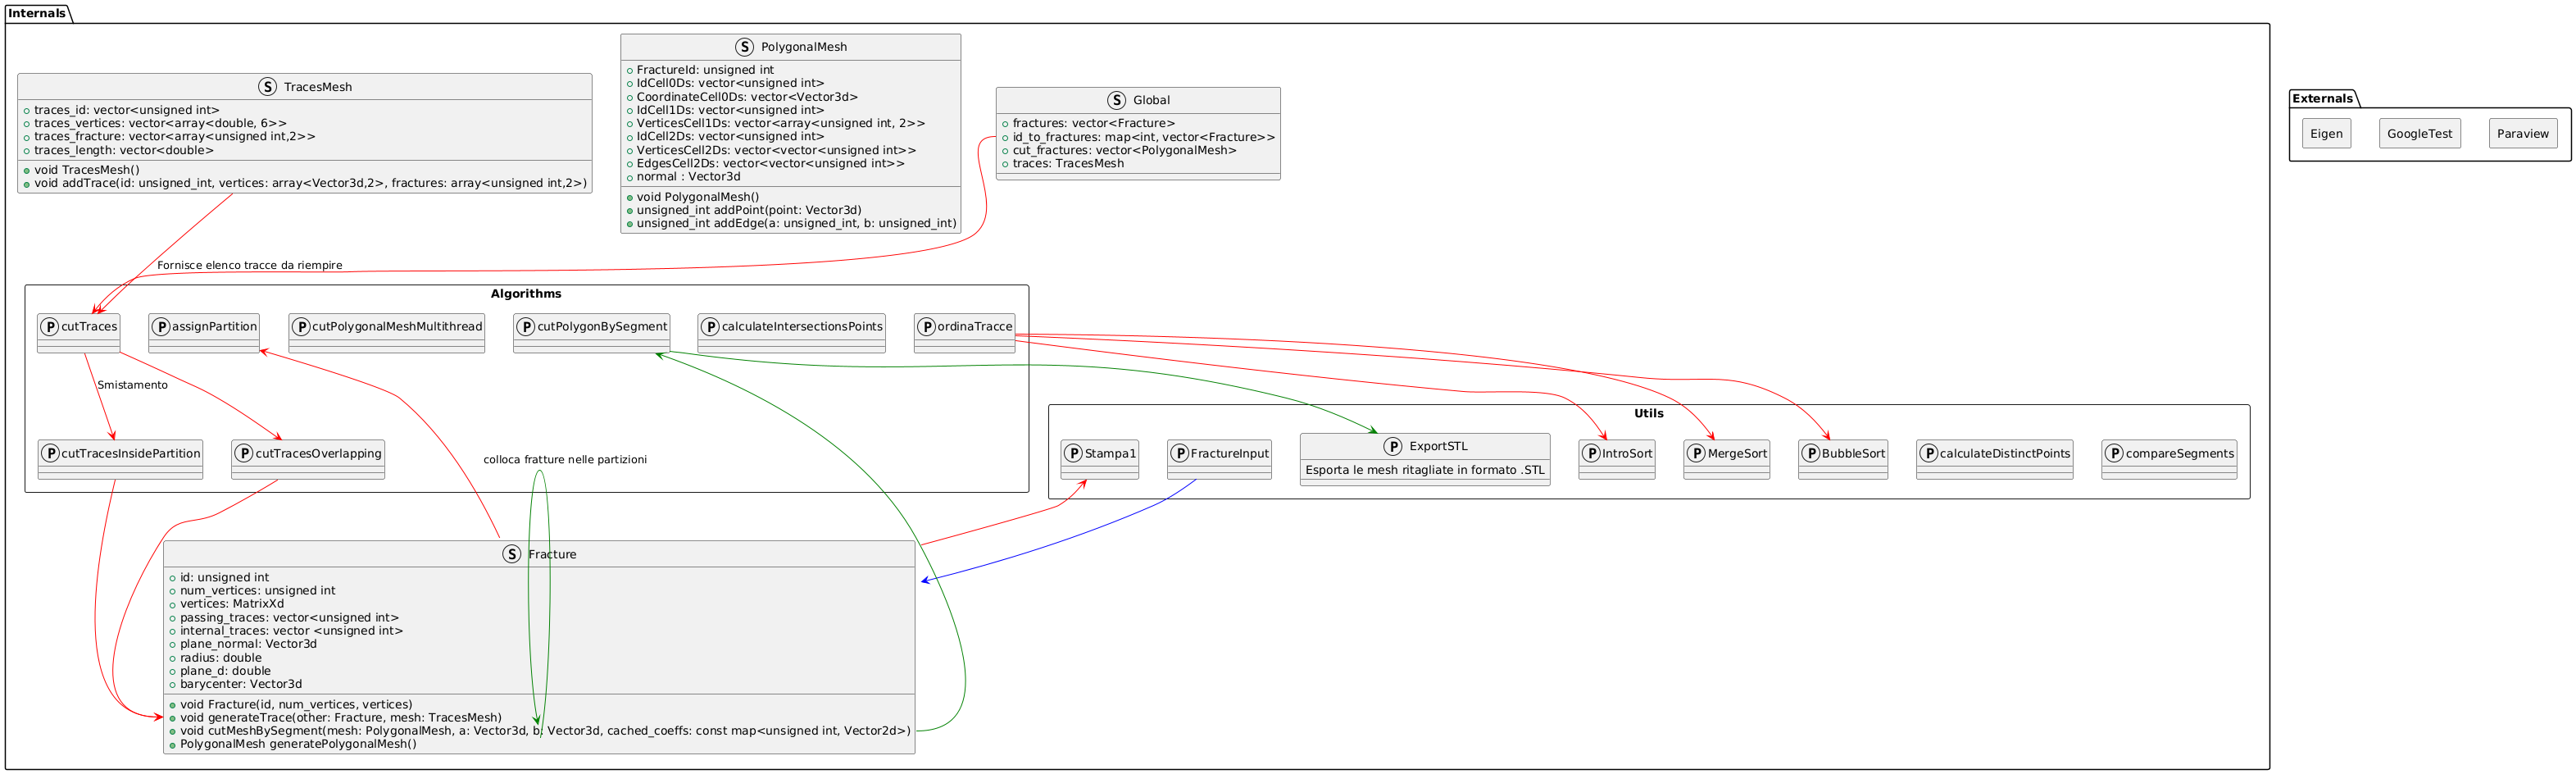 Internals
S TracesMesh
traces_id: vector<unsigned int>
traces_vertices: vector<array<double, 6>>
traces_fracture: vector<array<unsigned int,2>>
traces_length: vector<double>
void TracesMesh()
void addTrace(id: unsigned_int, vertices: array<Vector3d,2>, fractures: array<unsigned int,2>)
S PolygonalMesh
FractureId: unsigned int
IdCell0Ds: vector<unsigned int>
CoordinateCell0Ds: vector<Vector3d>
IdCell1Ds: vector<unsigned int>
VerticesCell1Ds: vector<array<unsigned int, 2>>
IdCell2Ds: vector<unsigned int>
VerticesCell2Ds: vector<vector<unsigned int>>
EdgesCell2Ds: vector<vector<unsigned int>>
normal : Vector3d
void PolygonalMesh()
unsigned_int addPoint(point: Vector3d)
unsigned_int addEdge(a: unsigned_int, b: unsigned_int)
S Global
fractures: vector<Fracture>
id_to_fractures: map<int, vector<Fracture>>
cut_fractures: vector<PolygonalMesh>
traces: TracesMesh
Externals
Eigen
GoogleTest
Paraview
Fornisce elenco tracce da riempire
Algorithms
P cutTraces
P assignPartition
P cutPolygonalMeshMultithread
P cutPolygonBySegment
P calculateIntersectionsPoints
P ordinaTracce
Smistamento
P cutTracesInsidePartition
P cutTracesOverlapping
colloca fratture nelle partizioni
Utils
P Stampa1
P FractureInput
P ExportSTL
Esporta le mesh ritagliate in formato .STL
P IntroSort
P MergeSort
P BubbleSort
P calculateDistinctPoints
P compareSegments
S Fracture
id: unsigned int
num_vertices: unsigned int
vertices: MatrixXd
passing_traces: vector<unsigned int>
internal_traces: vector <unsigned int>
plane_normal: Vector3d
radius: double
plane_d: double
barycenter: Vector3d
void Fracture(id, num_vertices, vertices)
void generateTrace(other: Fracture, mesh: TracesMesh)
void cutMeshBySegment(mesh: PolygonalMesh, a: Vector3d, b: Vector3d, cached_coeffs: const map<unsigned int, Vector2d>)
PolygonalMesh generatePolygonalMesh()